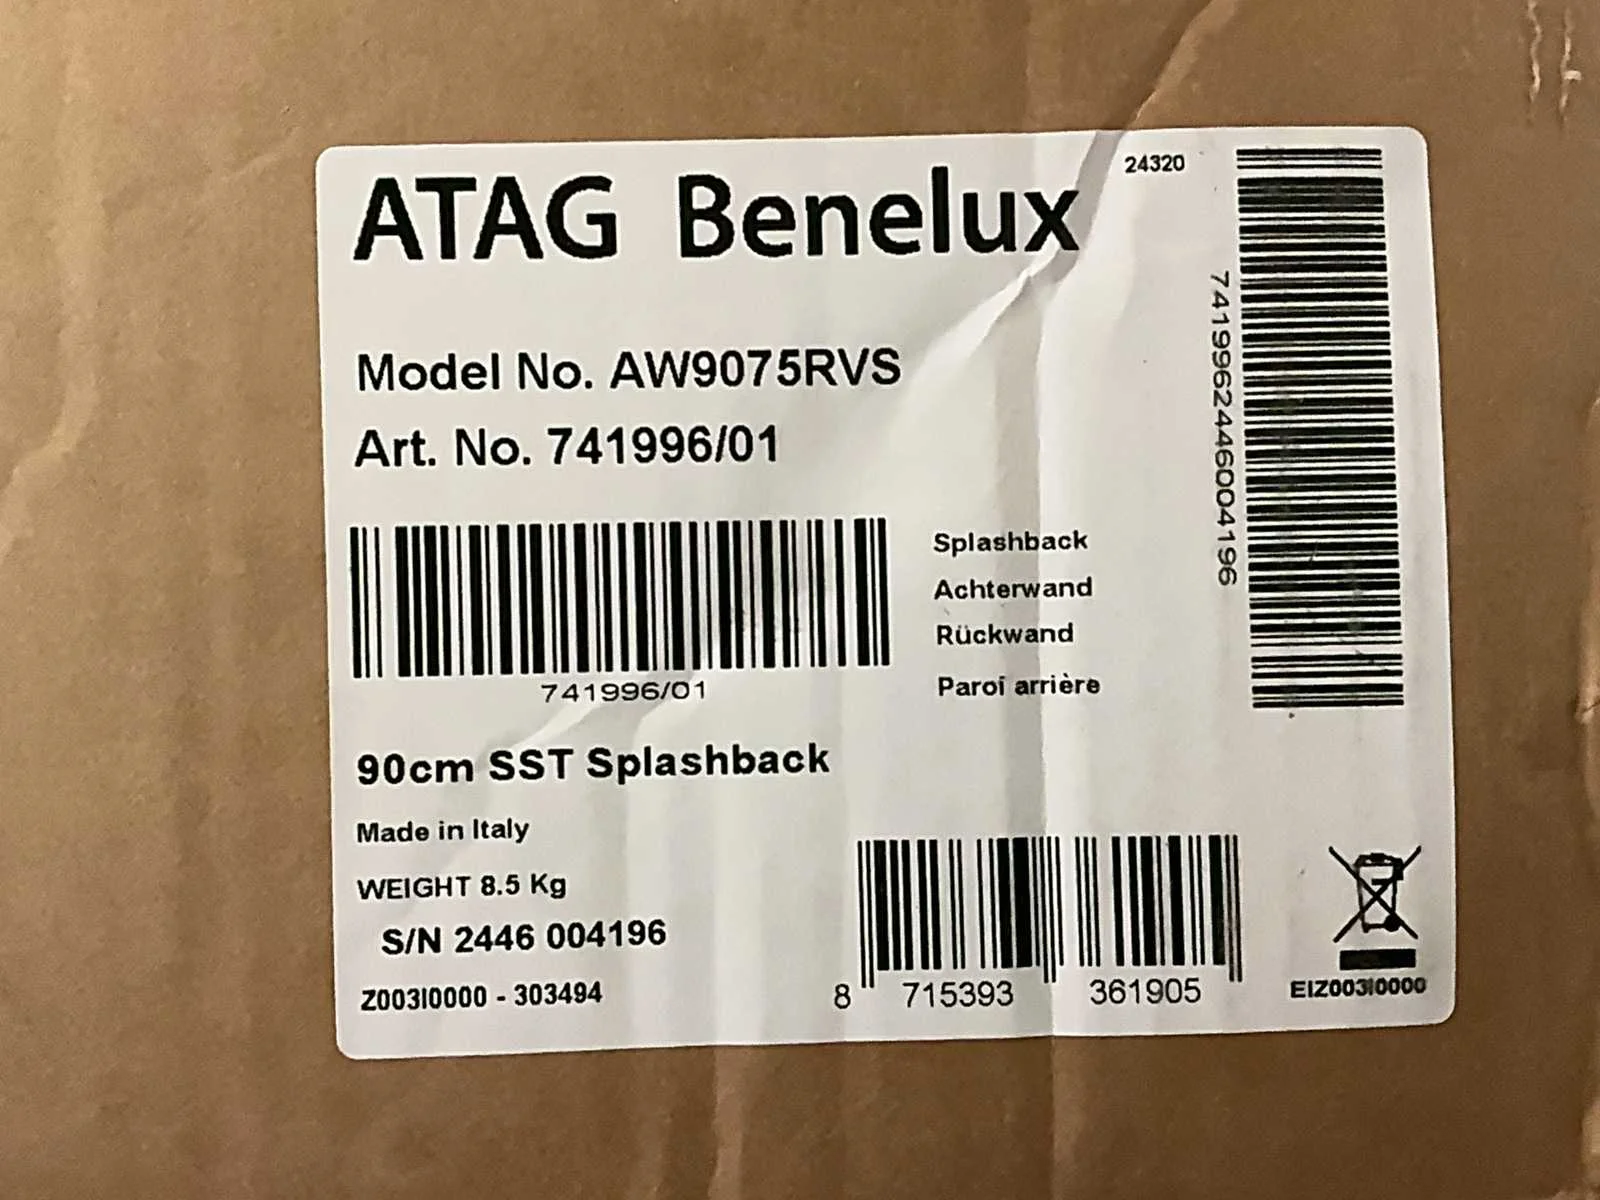 ATAG Benelux
24320
Model No. AW9075RVS
Art. No. 741996/01
741996/01
Splashback
Achterwand
Rückwand
Paroi arrière
7419962446004196
90cm SST Splashback
Made in Italy
WEIGHT 8.5 Kg
S/N 2446 004196
Z003I0000 - 303494
8 715393 361905
EIZ003I0000